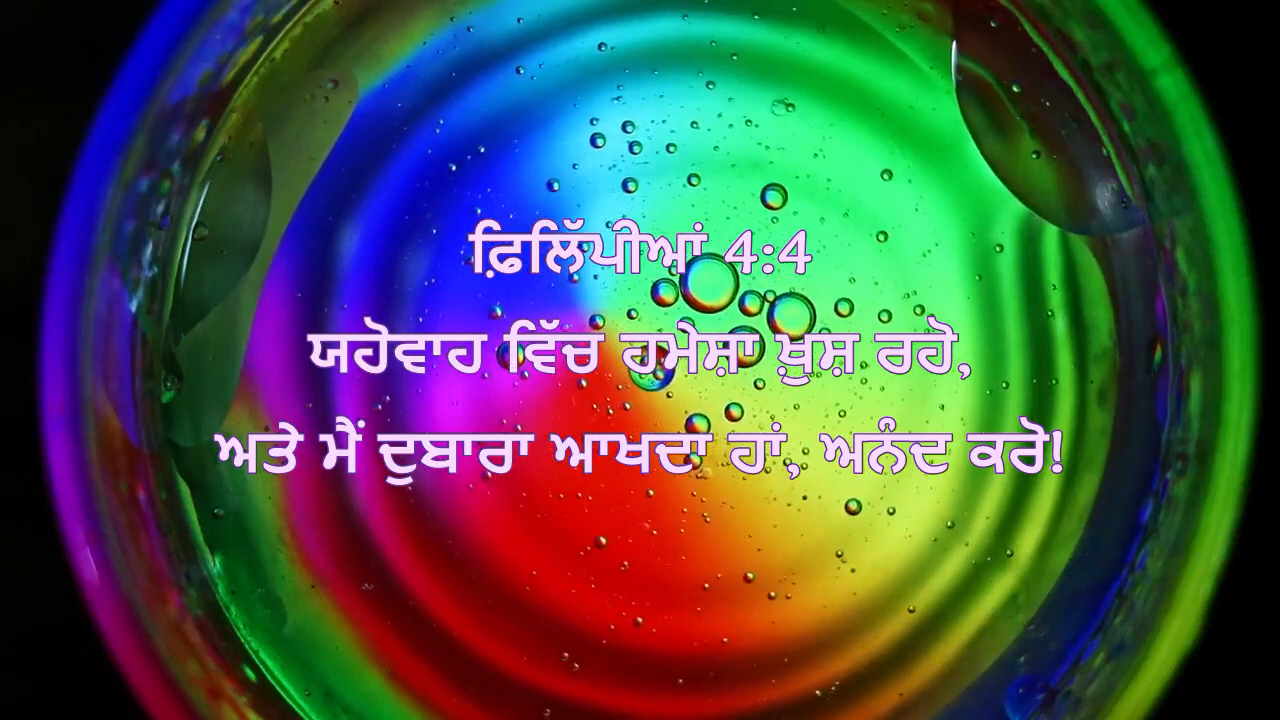 ਫ਼ਿਲਿੱਪੀਆਂ 4:4
ਯਹੋਵਾਹ ਵਿੱਚ ਹਮੇਸ਼ਾ ਖ਼ੁਸ਼ ਰਹੋ,
ਅਤੇ ਮੈਂ ਦੁਬਾਰਾ ਆਖਦਾ ਹਾਂ, ਅਨੰਦ ਕਰੋ!